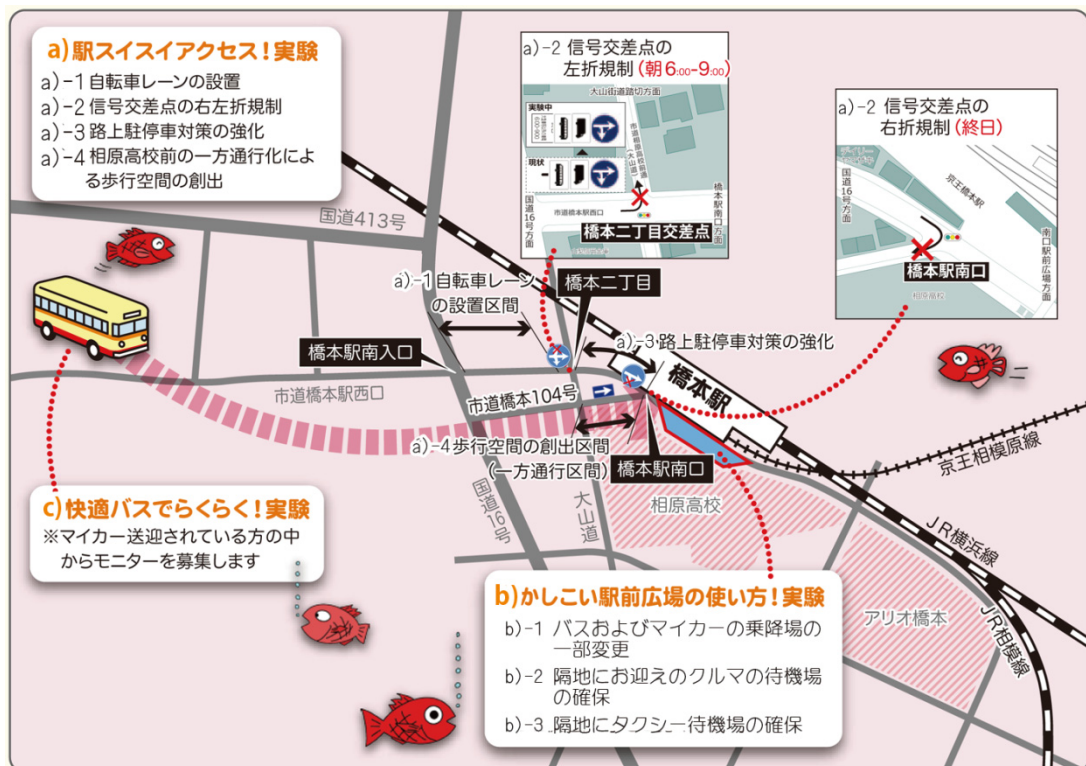 a)駅スイスイアクセス！実験
a)-1 自転車レーンの設置
a)-2 信号交差点の右左折規制
a)-3 路上駐停車対策の強化
a)-4 相原高校前の一方通行化によ
る歩行空間の創出
a)-2 信号交差点の
左折規制（朝6:00-9:00）
大山街道踏切方面
実験中
現状
市道相原高校前通
（大山道）
国道16号方面
市道橋本駅西口
橋本駅南口方面
橋本二丁目交差点
a)-2 信号交差点の
右折規制（終日）
国道16号方面
京王橋本駅
南口駅前広場方面
橋本駅南口
相原高校
国道413号
a)-1 自転車レーン
の設置区間
橋本二丁目
a)-3 路上駐停車対策の強化
橋本駅南入口
橋本駅
市道橋本駅西口
市道橋本104号
a)-4 歩行空間の創出区間
（一方通行区間）
橋本駅南口
京王相模原線
国道16号
大山道
相原高校
JR横浜線
アリオ橋本
JR相模線
c)快適バスでらくらく！実験
※マイカー送迎されている方の中
からモニターを募集します
b)かしこい駅前広場の使い方！実験
b)-1 バスおよびマイカーの乗降場の
一部変更
b)-2 隔地にお迎えのクルマの待機場
の確保
b)-3 隔地にタクシー待機場の確保